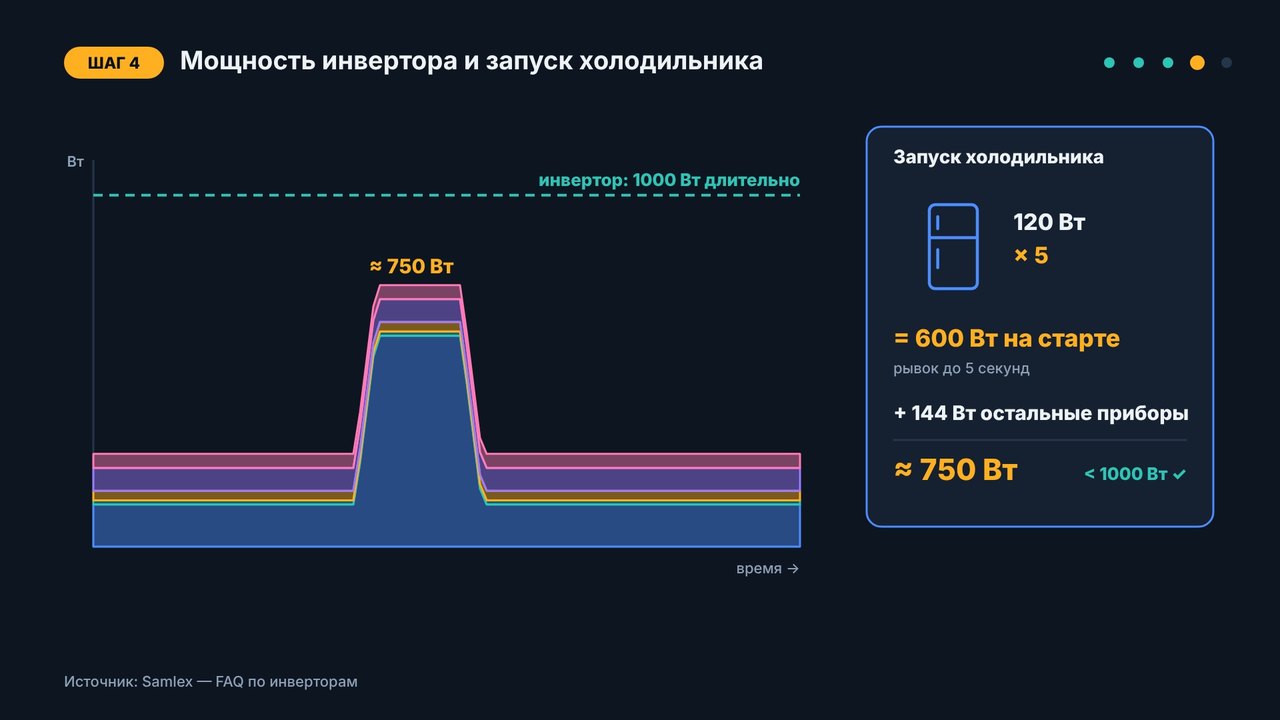 ШАГ 4
Мощность инвертора и запуск холодильника
Вт
инвертор: 1000 Вт длительно
≈ 750 Вт
время →
Запуск холодильника
120 Вт
× 5
= 600 Вт на старте
рывок до 5 секунд
+ 144 Вт остальные приборы
≈ 750 Вт
< 1000 Вт ✓
Источник: Samlex — FAQ по инверторам